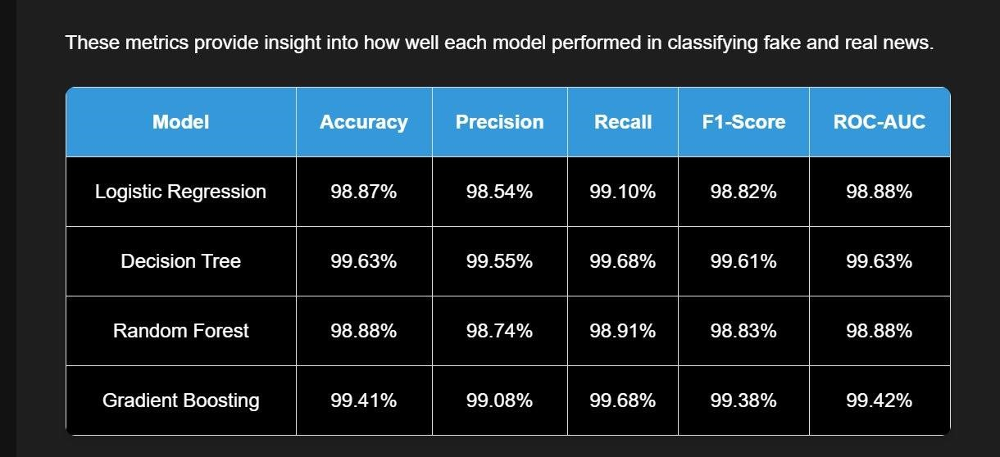 These metrics provide insight into how well each model performed in classifying fake and real news.
Model Accuracy Precision Recall F1-Score ROC-AUC
Logistic Regression 98.87% 98.54% 99.10% 98.82% 98.88%
Decision Tree 99.63% 99.55% 99.68% 99.61% 99.63%
Random Forest 98.88% 98.74% 98.91% 98.83% 98.88%
Gradient Boosting 99.41% 99.08% 99.68% 99.38% 99.42%